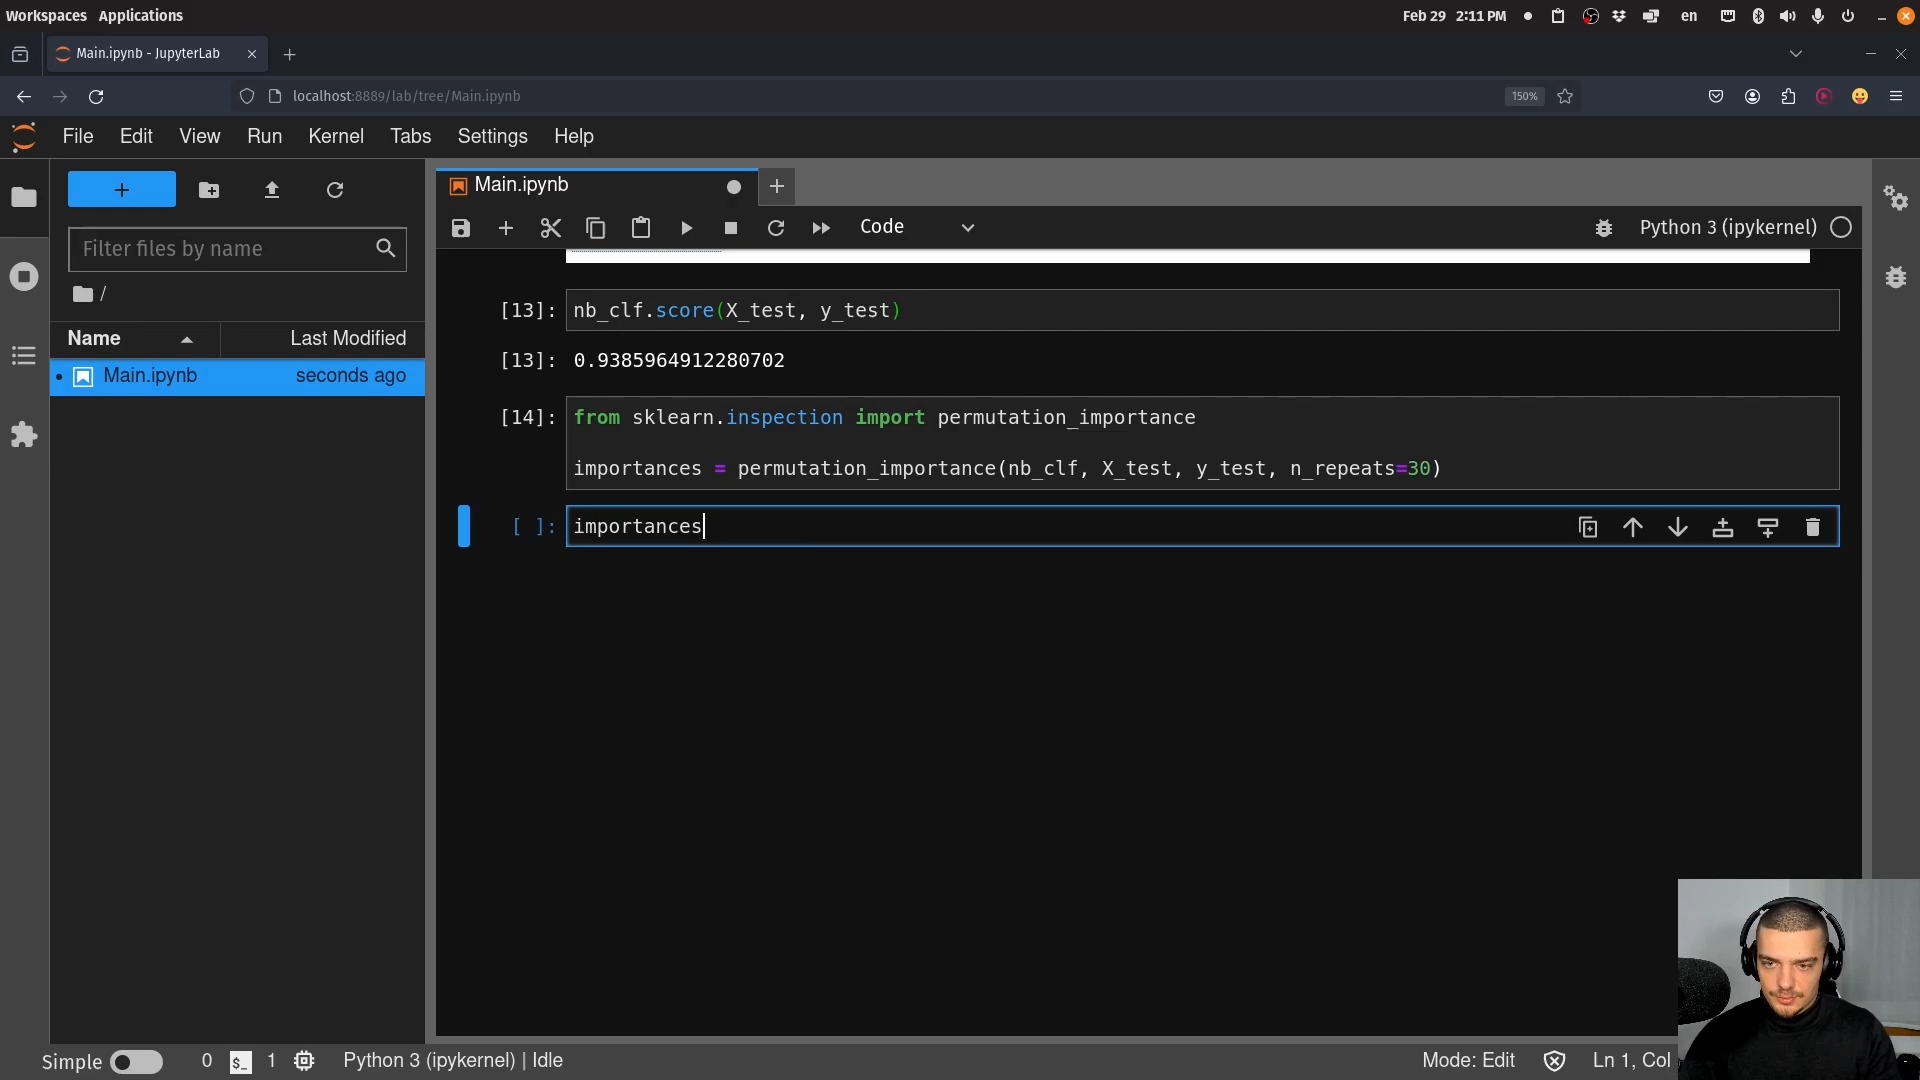 Workspaces Applications Feb 29 2:11 PM en
Main.ipynb - JupyterLab
localhost:8889/lab/tree/Main.ipynb 150%
File Edit View Run Kernel Tabs Settings Help
Main.ipynb
Code Python 3 (ipykernel)
Filter files by name
/
Name Last Modified
Main.ipynb seconds ago
[13]: nb_clf.score(X_test, y_test)
[13]: 0.9385964912280702
[14]: from sklearn.inspection import permutation_importance
importances = permutation_importance(nb_clf, X_test, y_test, n_repeats=30)
[ ]: importances
Simple 0 $_ 1 Python 3 (ipykernel) | Idle Mode: Edit Ln 1, Col